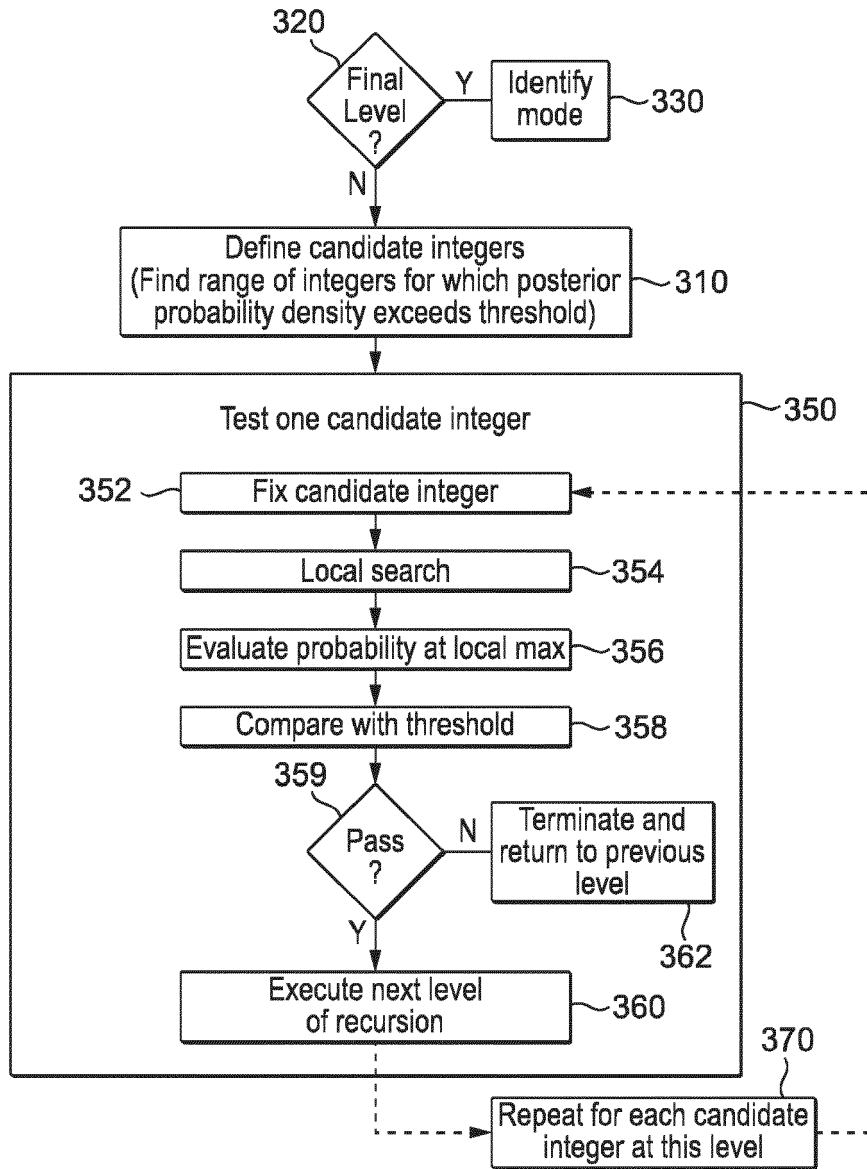 320
Final
Level
?
Y
Identify
mode
330
N
Define candidate integers
(Find range of integers for which posterior
probability density exceeds threshold)
310
Test one candidate integer
350
352
Fix candidate integer
Local search
354
Evaluate probability at local max
356
Compare with threshold
358
359
Pass
?
N
Terminate and
return to previous
level
362
Y
Execute next level
of recursion
360
370
Repeat for each candidate
integer at this level